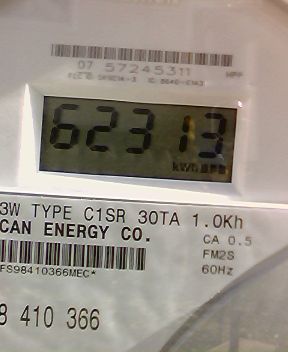 07 57245311
62313
kWh
3W TYPE C1SR 30TA 1.0Kh
CAN ENERGY CO.
CA 0.5
FM2S
60Hz
FS98410366MEC*
8 410 366